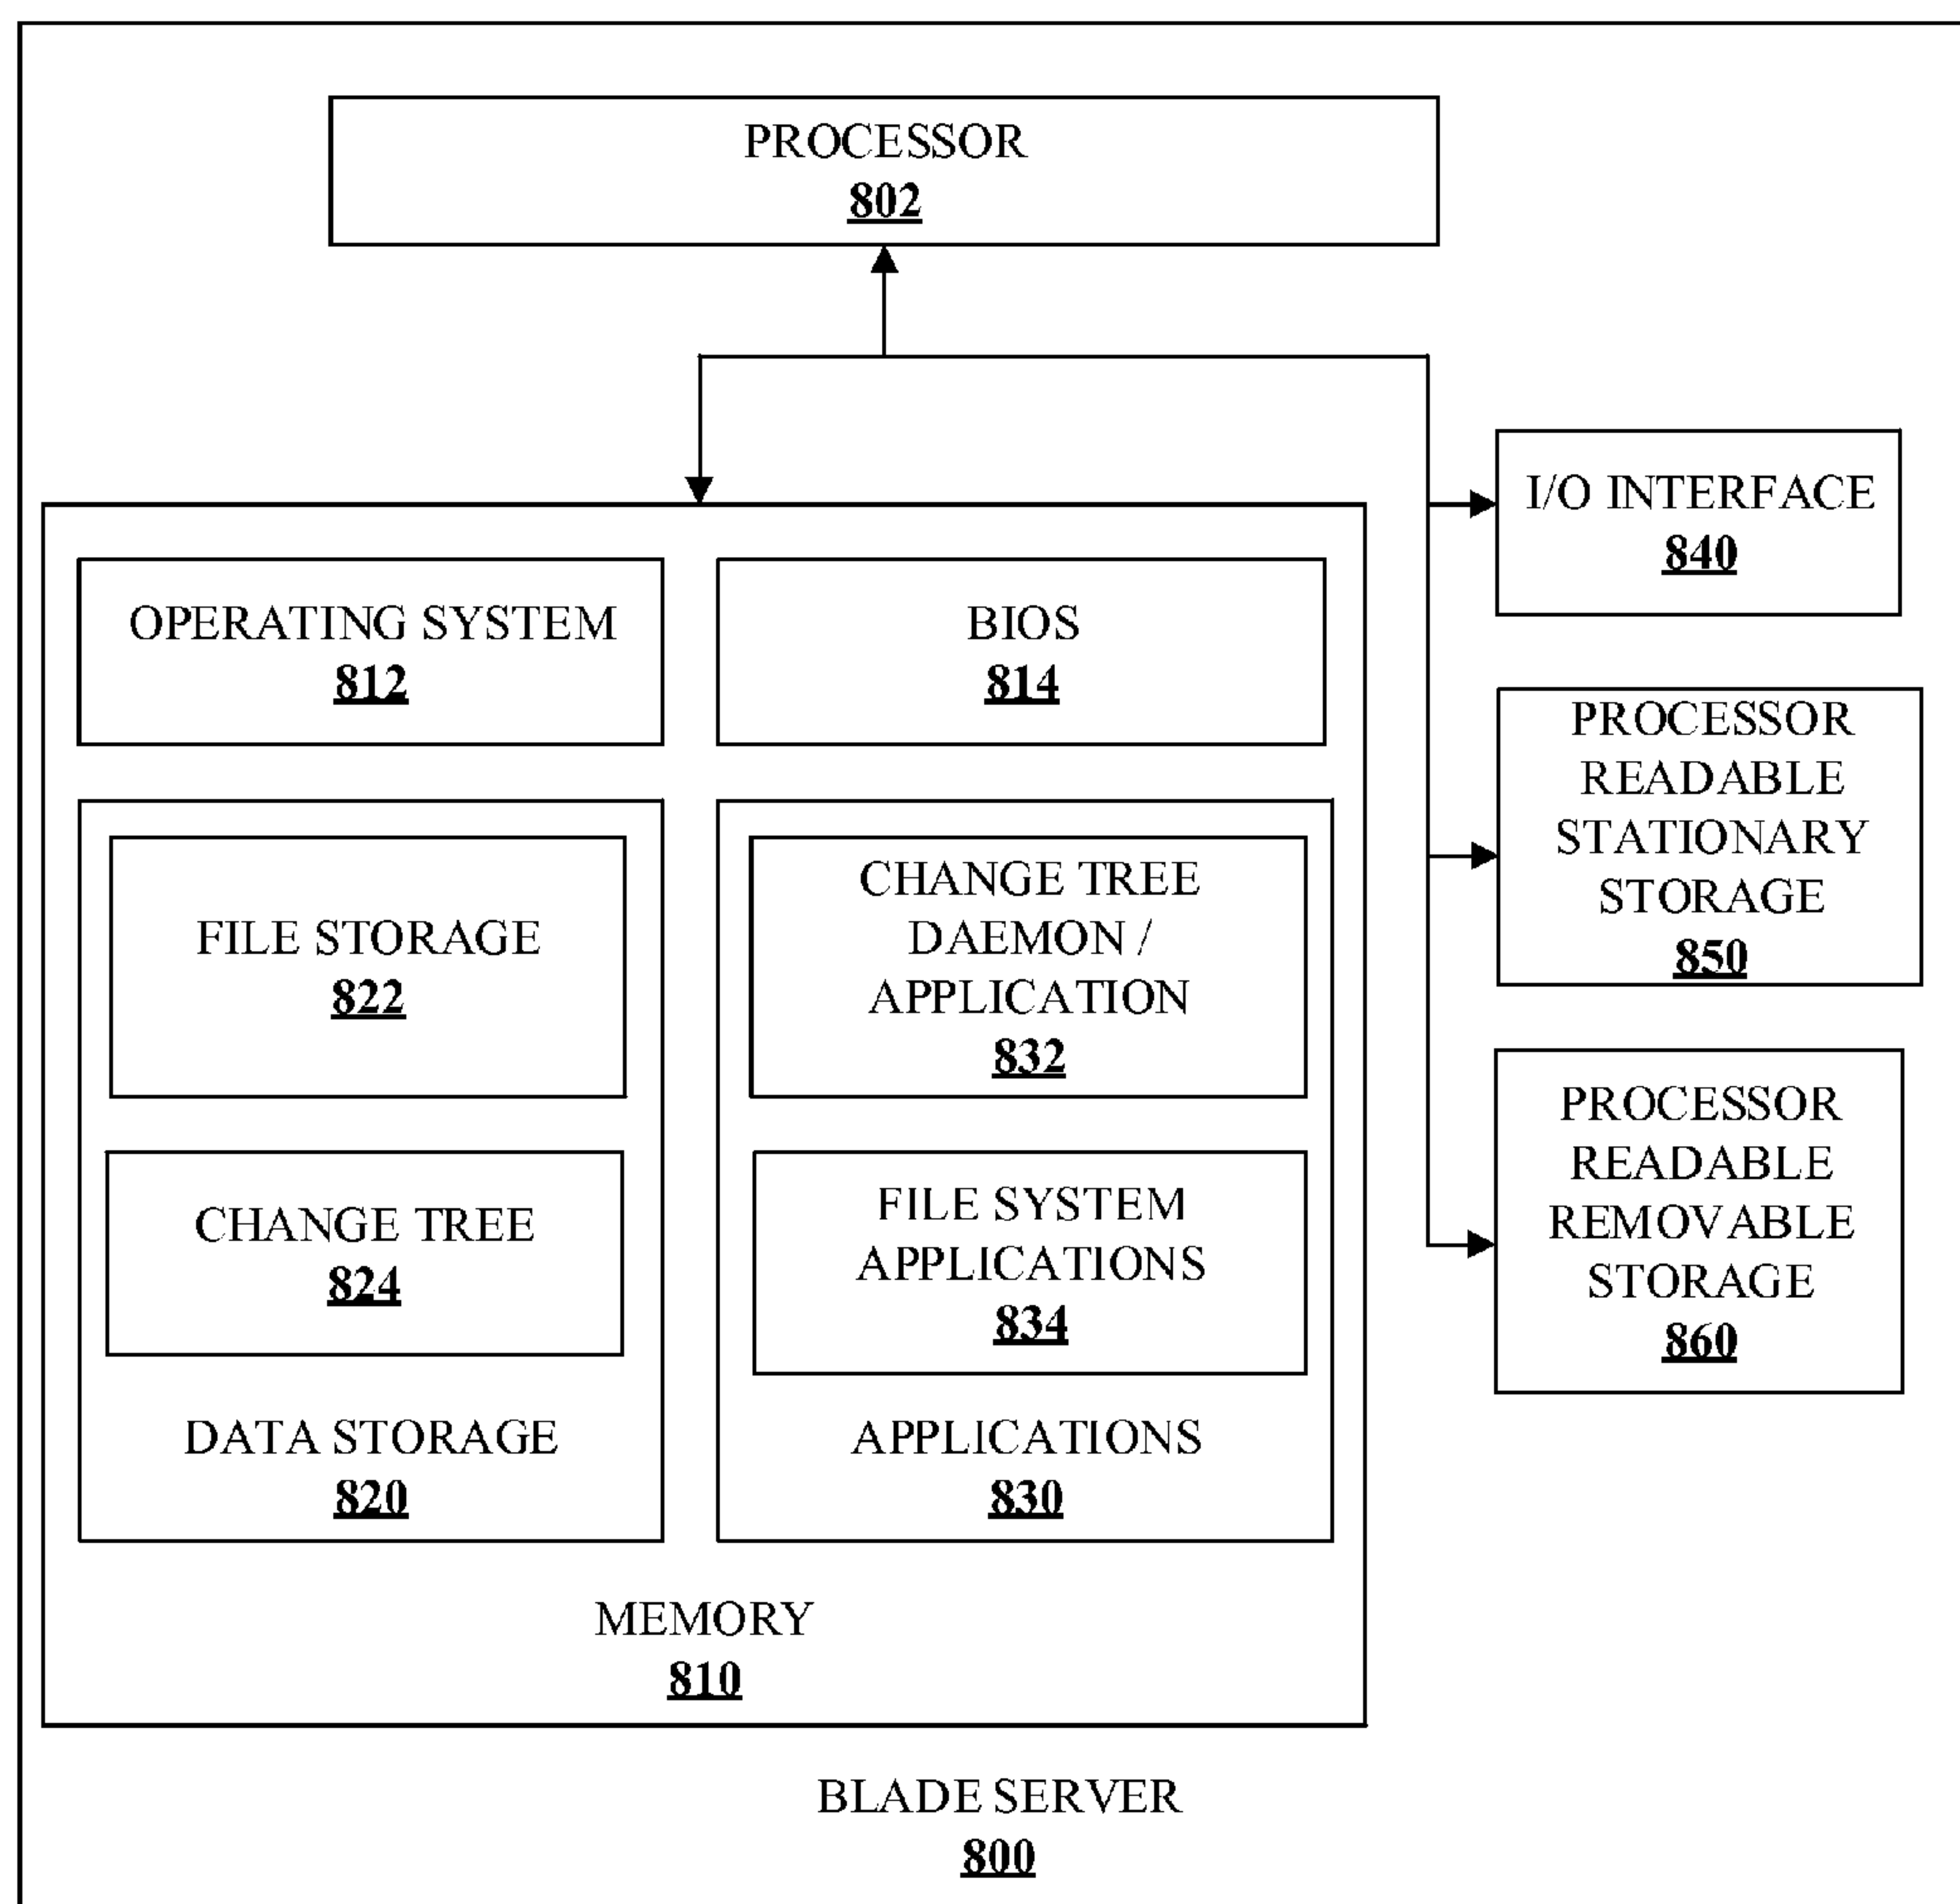 PROCESSOR
802
I/O INTERFACE
840
OPERATING SYSTEM
812
BIOS
814
PROCESSOR
READABLE
STATIONARY
STORAGE
850
FILE STORAGE
822
CHANGE TREE
DAEMON /
APPLICATION
832
PROCESSOR
READABLE
REMOVABLE
STORAGE
860
CHANGE TREE
824
FILE SYSTEM
APPLICATIONS
834
DATA STORAGE
820
APPLICATIONS
830
MEMORY
810
BLADE SERVER
800